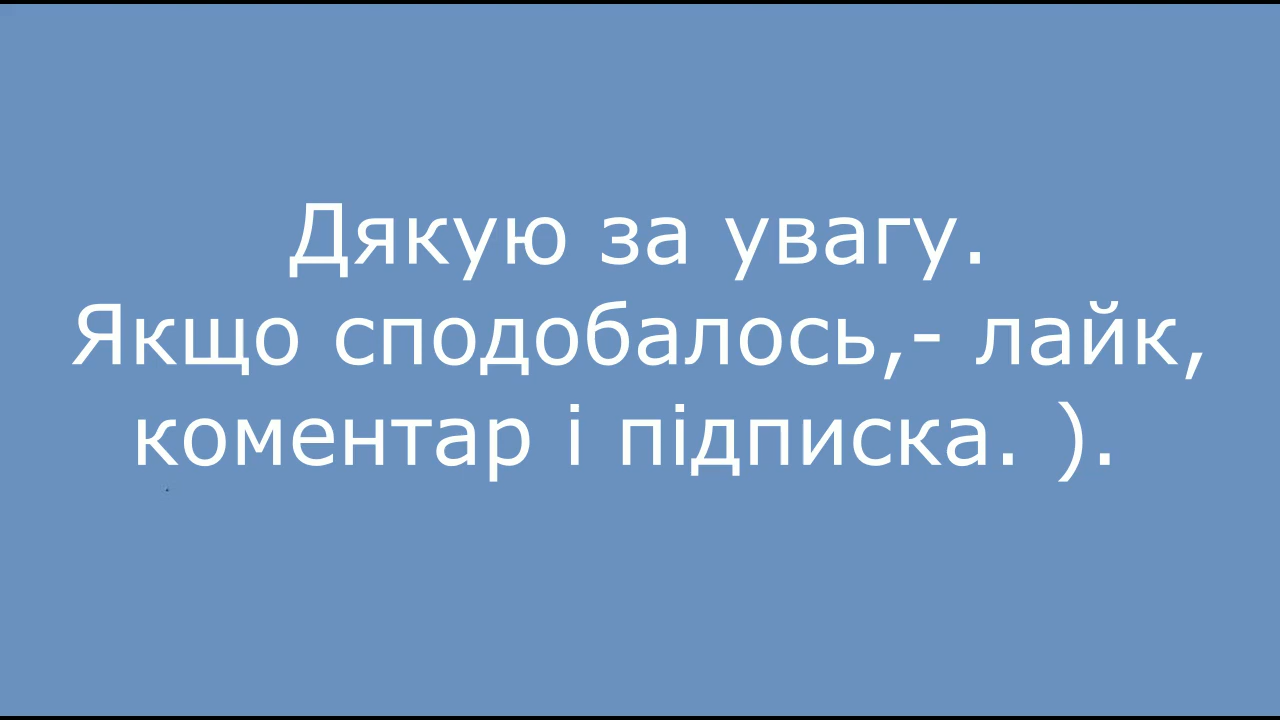 Дякую за увагу.
Якщо сподобалось,- лайк,
коментар і підписка. ).